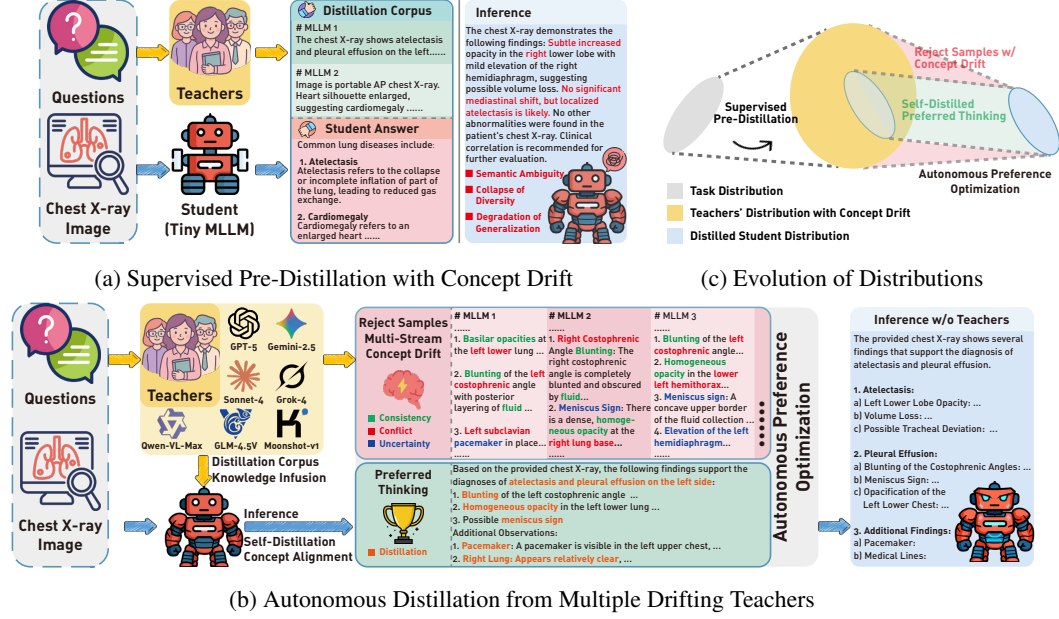 Questions
Chest X-ray
Image
Teachers
Student
(Tiny MLLM)
Distillation Corpus
# MLLM 1
The chest X-ray shows atelectasis
and pleural effusion on the left......
# MLLM 2
Image is portable AP chest X-ray.
Heart silhouette enlarged,
suggesting cardiomegaly ......
Student Answer
Common lung diseases include:
1. Atelectasis
Atelectasis refers to the collapse
or incomplete inflation of part of
the lung, leading to reduced gas
exchange.
2. Cardiomegaly
Cardiomegaly refers to an
enlarged heart ......
Inference
The chest X-ray demonstrates the
following findings: Subtle increased
opacity in the right lower lobe with
mild elevation of the right
hemidiaphragm, suggesting
possible volume loss. No significant
mediastinal shift, but localized
atelectasis is likely. No other
abnormalities were found in the
patient's chest X-ray. Clinical
correlation is recommended for
further evaluation.
Semantic Ambiguity
Collapse of
Diversity
Degradation of
Generalization
(a) Supervised Pre-Distillation with Concept Drift
Supervised
Pre-Distillation
Reject Samples w/
Concept Drift
Self-Distilled
Preferred Thinking
Autonomous Preference
Optimization
Task Distribution
Teachers' Distribution with Concept Drift
Distilled Student Distribution
(c) Evolution of Distributions
Questions
Chest X-ray
Image
Teachers
GPT-5
Gemini-2.5
Sonnet-4
Grok-4
Qwen-VL-Max
GLM-4.5V
Moonshot-v1
Distillation Corpus
Knowledge Infusion
Inference
Self-Distillation
Concept Alignment
Reject Samples
Multi-Stream
Concept Drift
Consistency
Conflict
Uncertainty
# MLLM 1
......
1. Basilar opacities at
the left lower lung ...
2. Blunting of the left
costophrenic angle
with posterior
layering of fluid ...
3. Left subclavian
pacemaker in place...
......
# MLLM 2
......
1. Right Costophrenic
Angle Blunting: The
right costophrenic
angle is completely
blunted and obscured
by fluid...
2. Meniscus Sign: There
is a dense, homoge-
neous opacity at the
right lung base...
......
# MLLM 3
......
1. Blunting of the left
costophrenic angle...
2. Homogeneous
opacity in the lower
left hemithorax...
3. Meniscus sign: A
concave upper border
of the fluid collection ...
4. Elevation of the left
hemidiaphragm...
......
Preferred
Thinking
Distillation
Based on the provided chest X-ray, the following findings support the
diagnoses of atelectasis and pleural effusion on the left side:
1. Blunting of the left costophrenic angle ...
2. Homogeneous opacity in the left lower lung ...
3. Possible meniscus sign
Additional Observations:
1. Pacemaker: A pacemaker is visible in the left upper chest, ...
2. Right Lung: Appears relatively clear, ...
Autonomous Preference
Optimization
Inference w/o Teachers
The provided chest X-ray shows several
findings that support the diagnosis of
atelectasis and pleural effusion.
1. Atelectasis:
a) Left Lower Lobe Opacity: ...
b) Volume Loss: ...
c) Possible Tracheal Deviation: ...
2. Pleural Effusion:
a) Blunting of the Costophrenic Angles: ...
b) Meniscus Sign: ...
c) Opacification of the
Left Lower Chest: ...
3. Additional Findings:
a) Pacemaker:
b) Medical Lines:
(b) Autonomous Distillation from Multiple Drifting Teachers